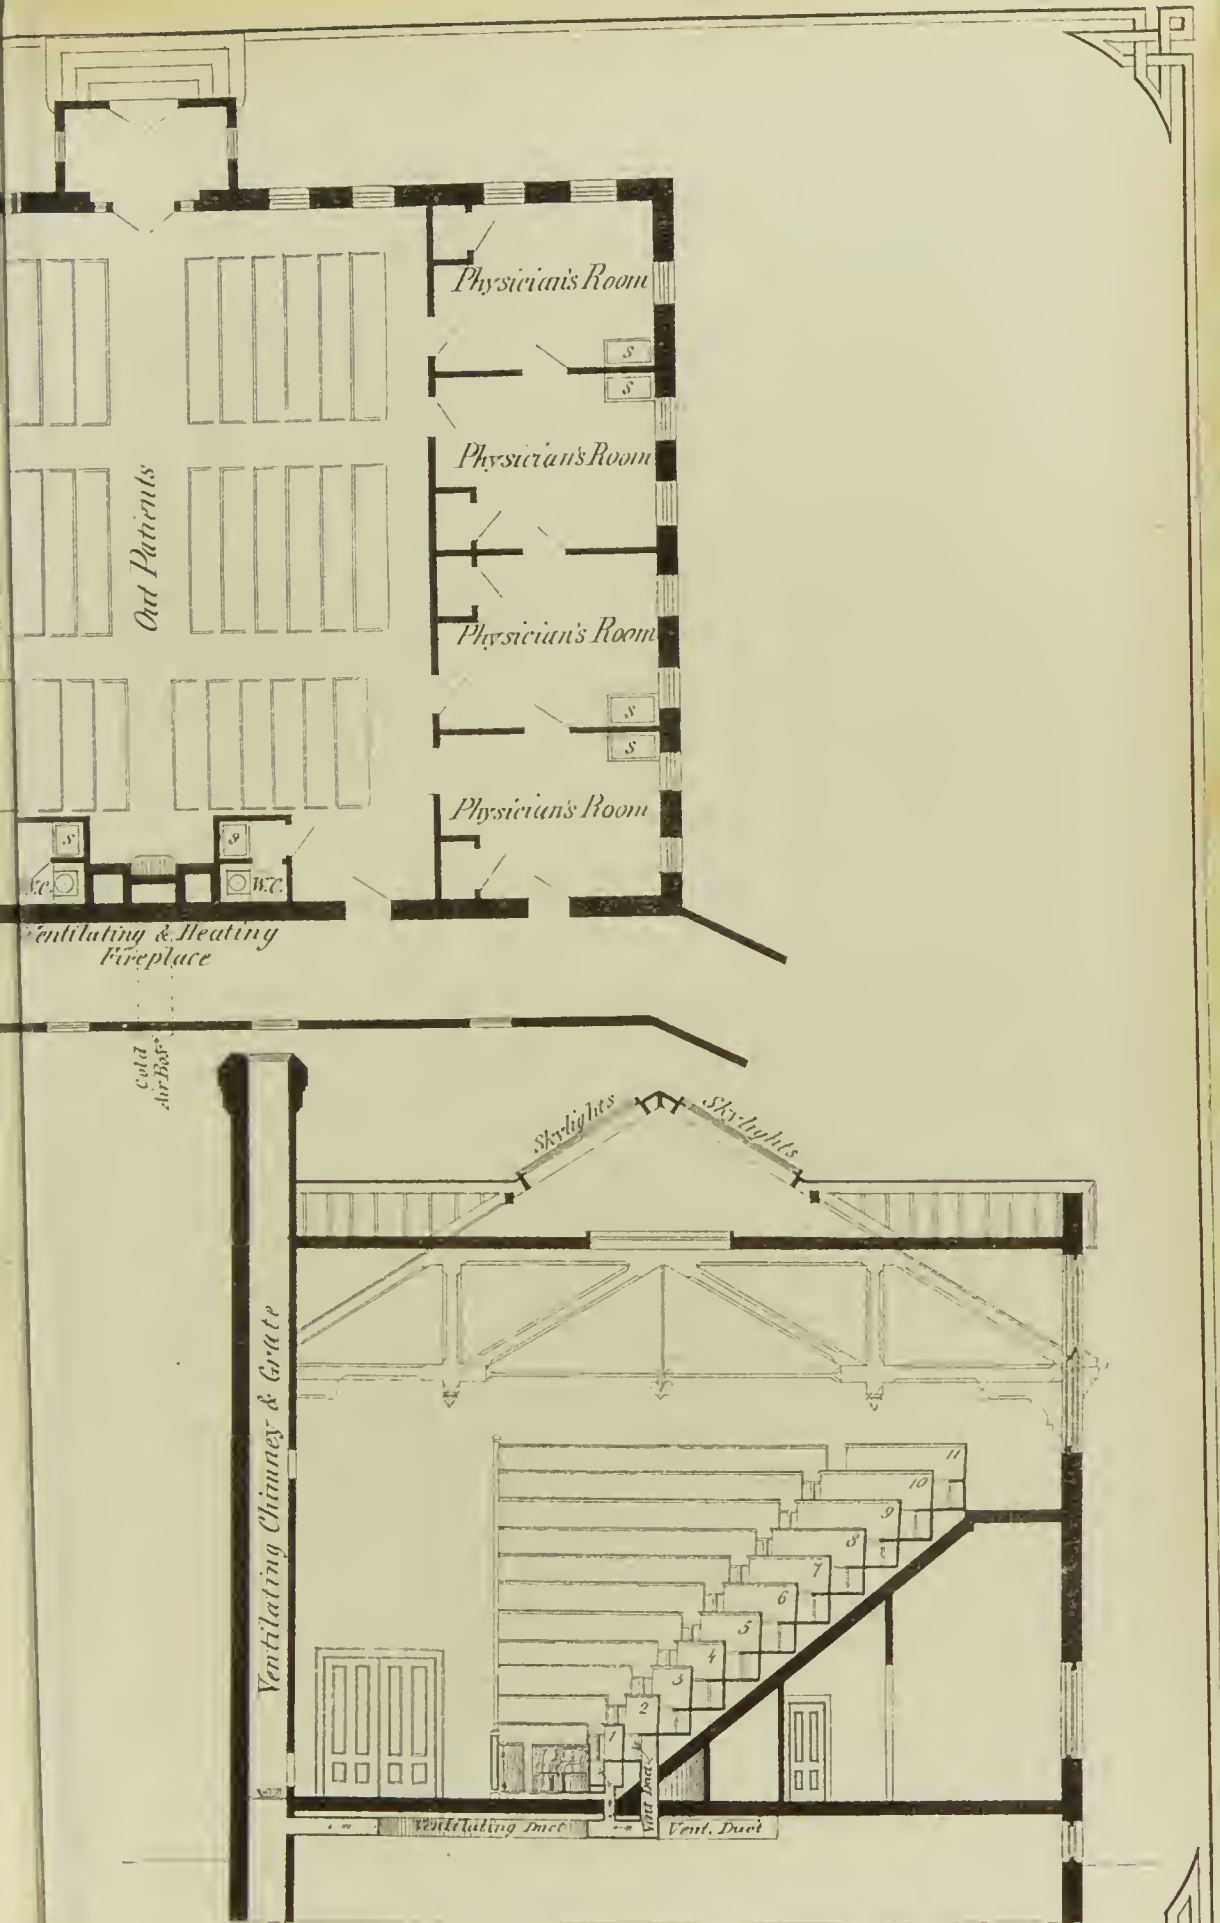 Physician's Room
S
S
Physician's Room
Out Patients
Physician's Room
S
S
Physician's Room
S
S
W.C.
Ventilating & Heating
Fireplace
Cold
Air Box
Skylights
Skylights
Ventilating Chimney & Grate
11
10
9
8
7
6
5
4
3
2
1
Vent Duct
Ventilating Duct
Vent. Duct